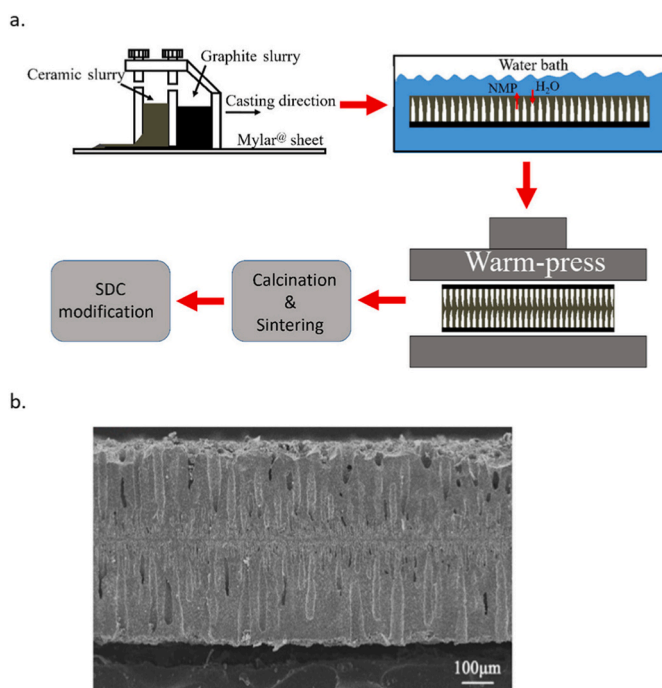 a.
Graphite slurry
Ceramic slurry
Casting direction
Mylar@ sheet
Water bath
NMP
H₂O
Warm-press
Calcination
&
Sintering
SDC
modification
b.
100μm